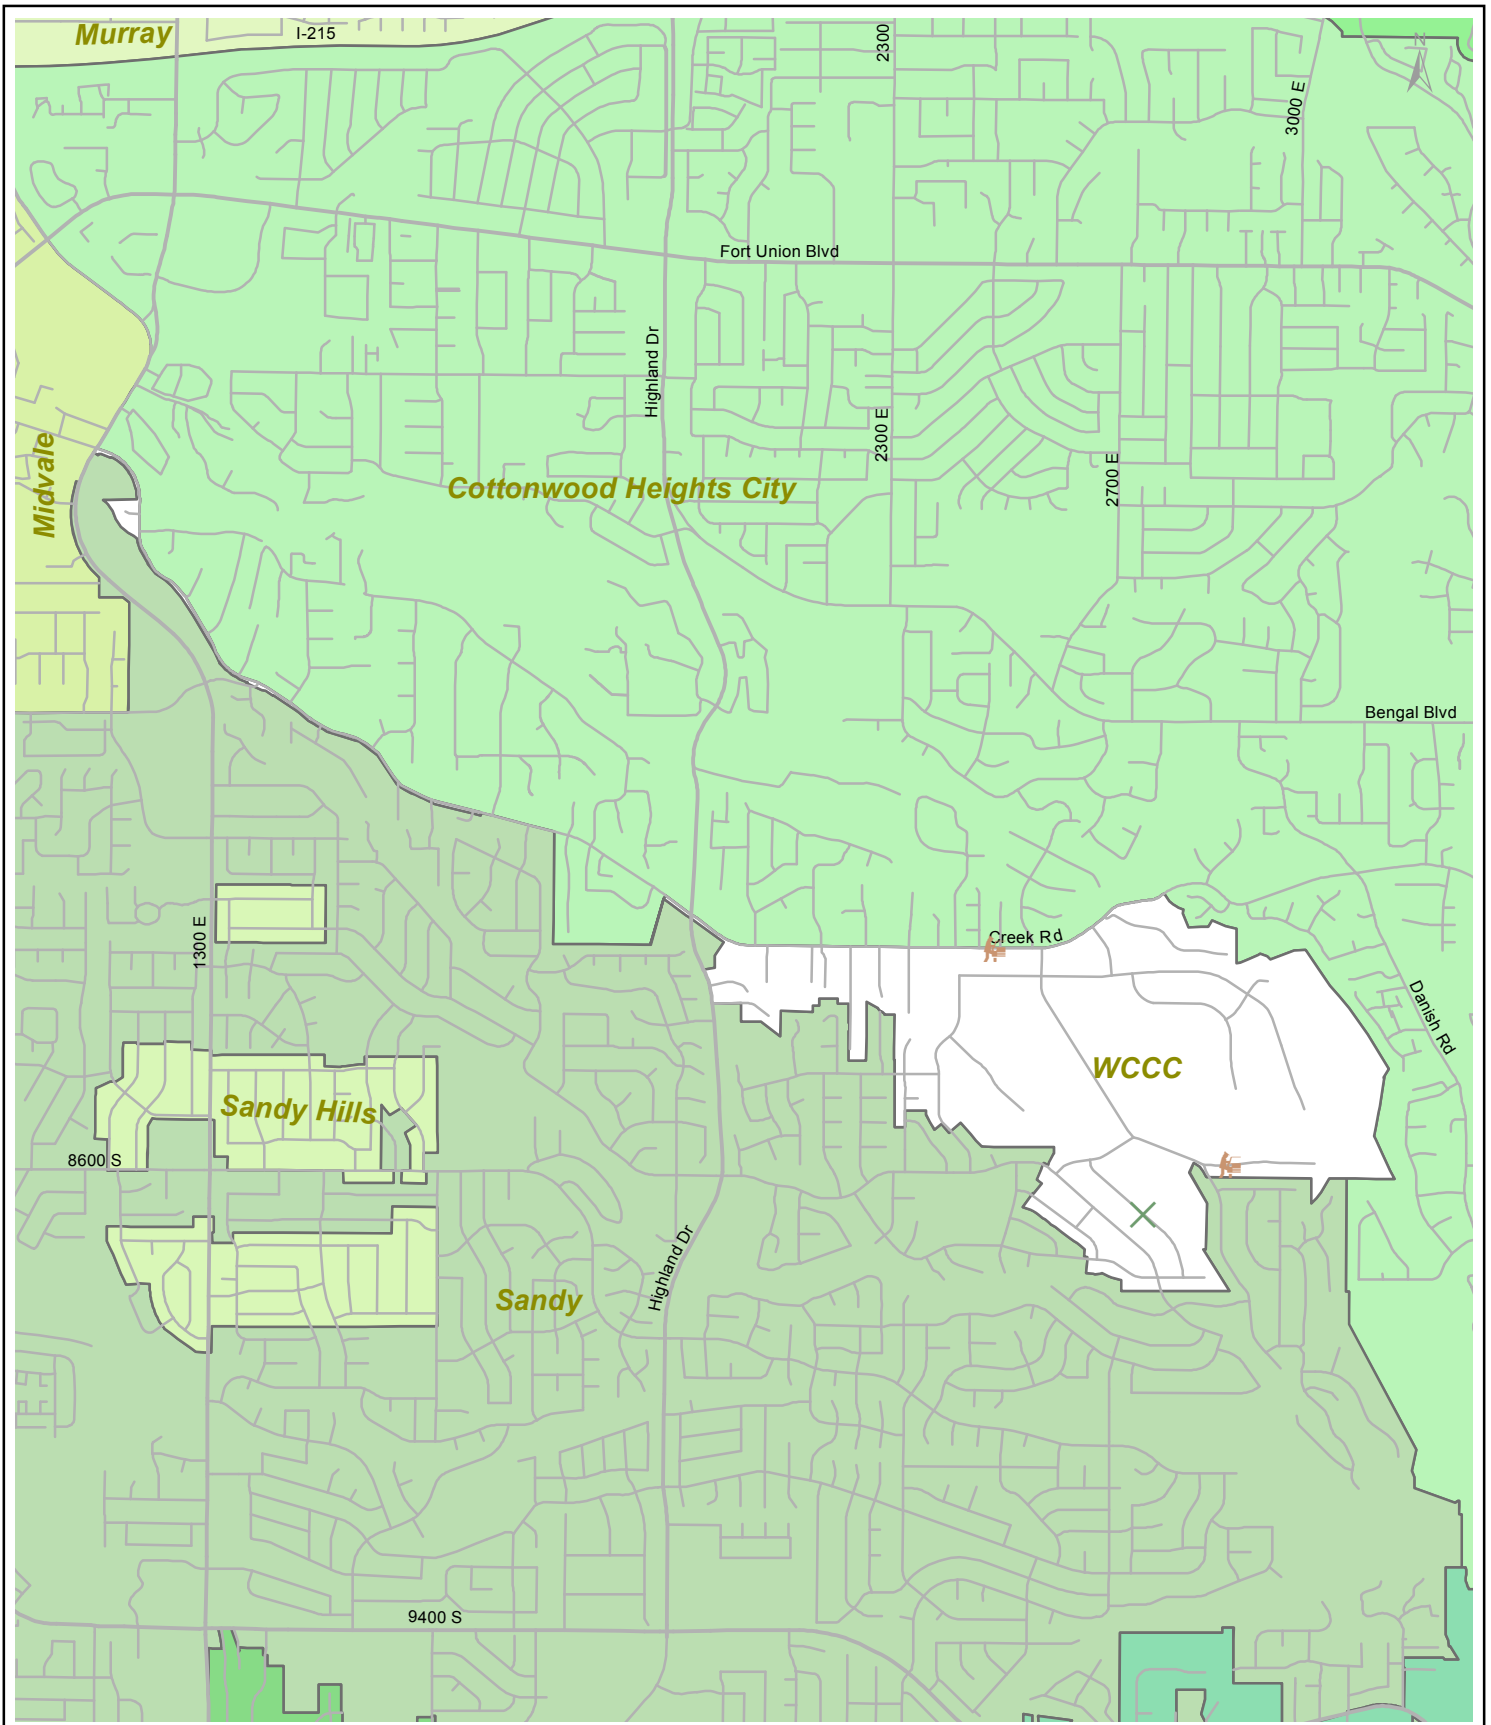 Murray
I-215
2300
N
3000 E
Fort Union Blvd
Highland Dr
2300 E
2700 E
Midvale
Cottonwood Heights City
Bengal Blvd
1300 E
Creek Rd
Danish Rd
WCCC
Sandy Hills
8600 S
Highland Dr
Sandy
9400 S